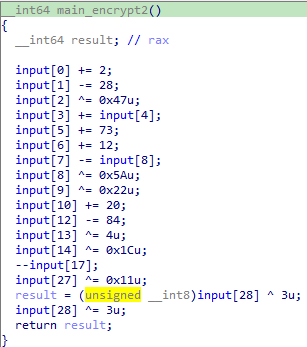 __int64 main_encrypt2()
{
  __int64 result; // rax

  input[0] += 2;
  input[1] -= 28;
  input[2] ^= 0x47u;
  input[3] += input[4];
  input[5] += 73;
  input[6] += 12;
  input[7] -= input[8];
  input[8] ^= 0x5Au;
  input[9] ^= 0x22u;
  input[10] += 20;
  input[12] -= 84;
  input[13] ^= 4u;
  input[14] ^= 0x1Cu;
  --input[17];
  input[27] ^= 0x11u;
  result = (unsigned __int8)input[28] ^ 3u;
  input[28] ^= 3u;
  return result;
}